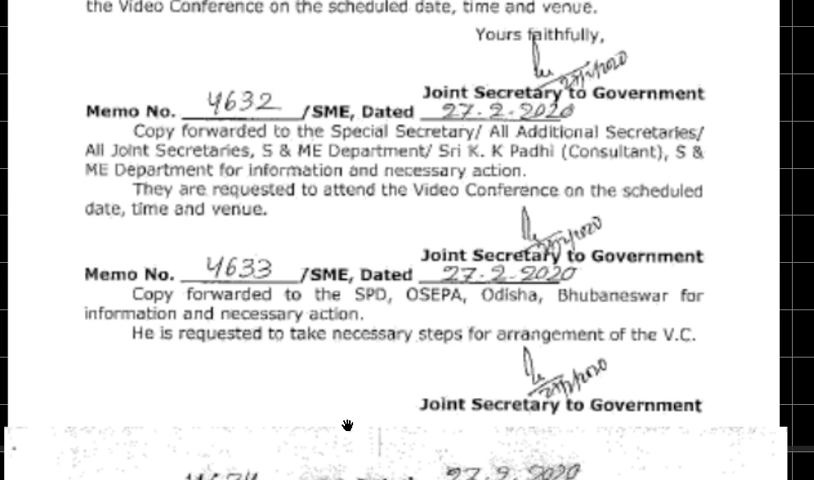 the Video Conference on the scheduled date, time and venue.
Yours faithfully,
Joint Secretary to Government
Memo No. 4632 /SME, Dated 27.2.2020
Copy forwarded to the Special Secretary/ All Additional Secretaries/
All Joint Secretaries, S & ME Department/ Sri K. K Padhi (Consultant), S &
ME Department for information and necessary action.
They are requested to attend the Video Conference on the scheduled
date, time and venue.
Joint Secretary to Government
Memo No. 4633 /SME, Dated 27.2.2020
Copy forwarded to the SPD, OSEPA, Odisha, Bhubaneswar for
information and necessary action.
He is requested to take necessary steps for arrangement of the V.C.
Joint Secretary to Government
27.2.2020